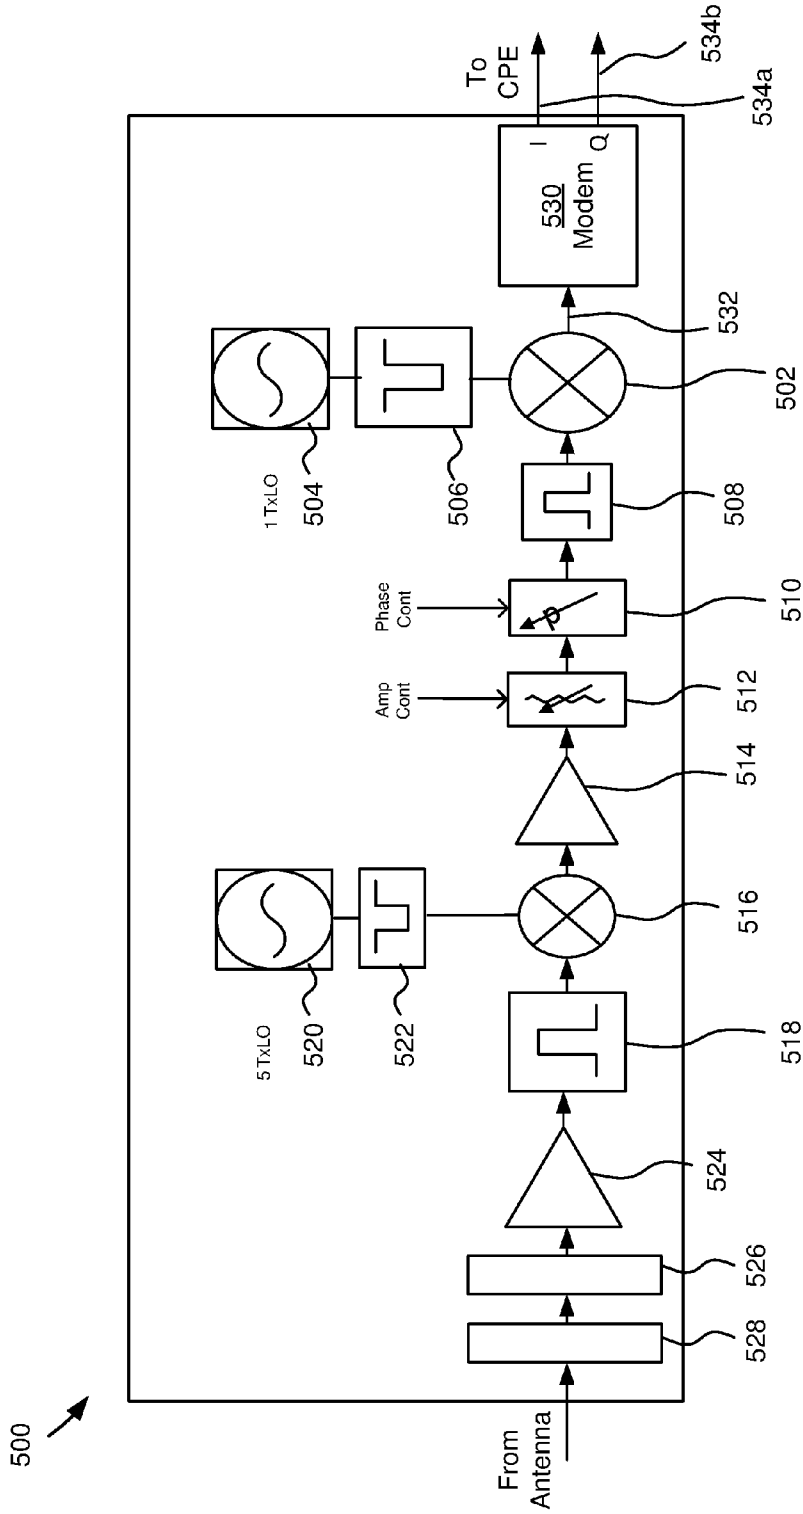 500
From
Antenna
528
526
524
518
5 TxLO
520
522
516
514
Amp
Cont
512
Phase
Cont
p
510
508
1 TxLO
504
506
502
532
530
Modem
I
Q
To
CPE
534a
534b